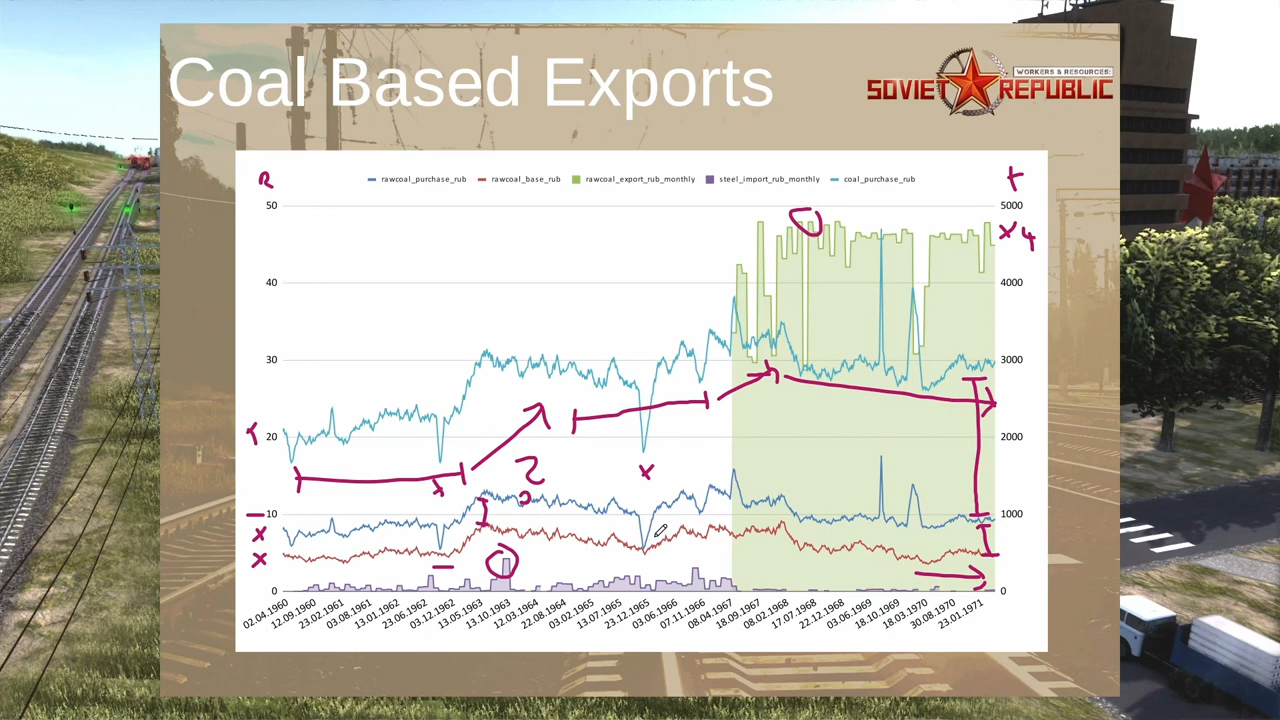 Coal Based Exports
WORKERS & RESOURCES:
SOVIET REPUBLIC
R
t
rawcoal_purchase_rub rawcoal_base_rub rawcoal_export_rub_monthly steel_import_rub_monthly coal_purchase_rub
50 5000
x4
40 4000
30 3000
20 2000
?
x
10 1000
x
x
0 0
02.04.1960 12.09.1960 23.02.1961 03.08.1961 13.01.1962 23.06.1962 03.12.1962 13.05.1963 13.10.1963 12.03.1964 22.08.1964 03.02.1965 13.07.1965 23.12.1965 03.06.1966 07.11.1966 08.04.1967 18.09.1967 08.02.1968 17.07.1968 22.12.1968 03.06.1969 18.10.1969 18.03.1970 30.08.1970 23.01.1971